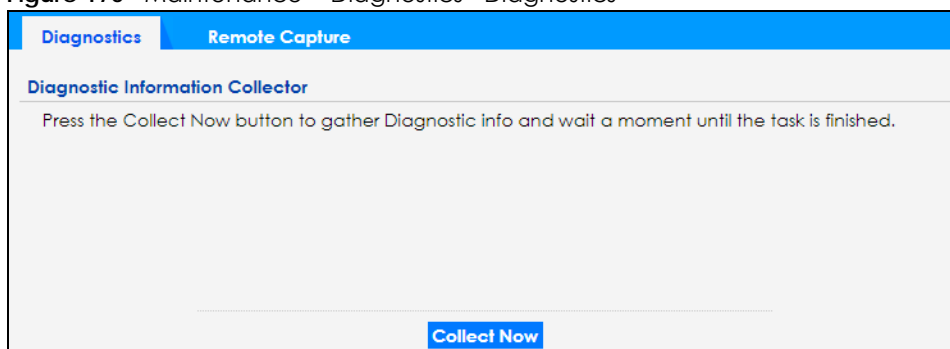 Diagnostics Remote Capture
Diagnostic Information Collector
Press the Collect Now button to gather Diagnostic info and wait a moment until the task is finished.
Collect Now